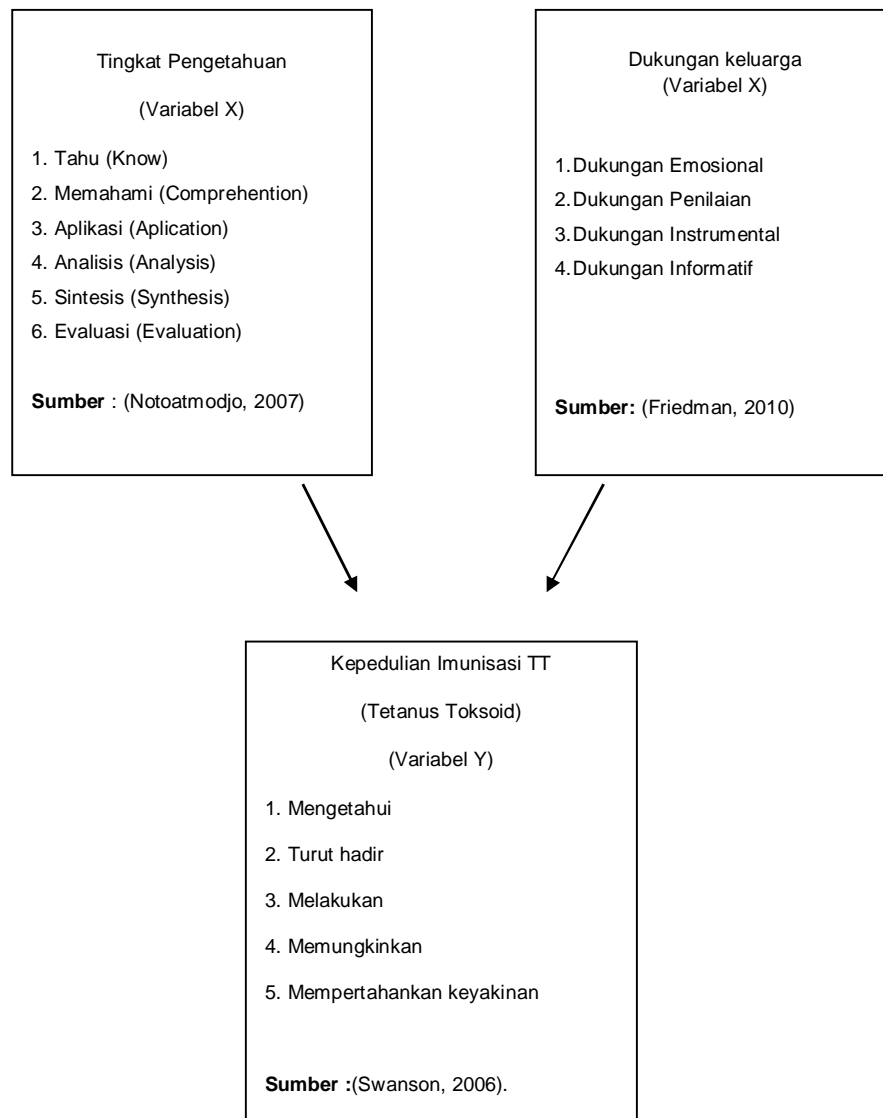 Tingkat Pengetahuan
(Variabel X)
1. Tahu (Know)
2. Memahami (Comprehention)
3. Aplikasi (Aplication)
4. Analisis (Analysis)
5. Sintesis (Synthesis)
6. Evaluasi (Evaluation)
Sumber : (Notoatmodjo, 2007)
Dukungan keluarga
(Variabel X)
1.Dukungan Emosional
2.Dukungan Penilaian
3.Dukungan Instrumental
4.Dukungan Informatif
Sumber: (Friedman, 2010)
Kepedulian Imunisasi TT
(Tetanus Toksoid)
(Variabel Y)
1. Mengetahui
2. Turut hadir
3. Melakukan
4. Memungkinkan
5. Mempertahankan keyakinan
Sumber :(Swanson, 2006).